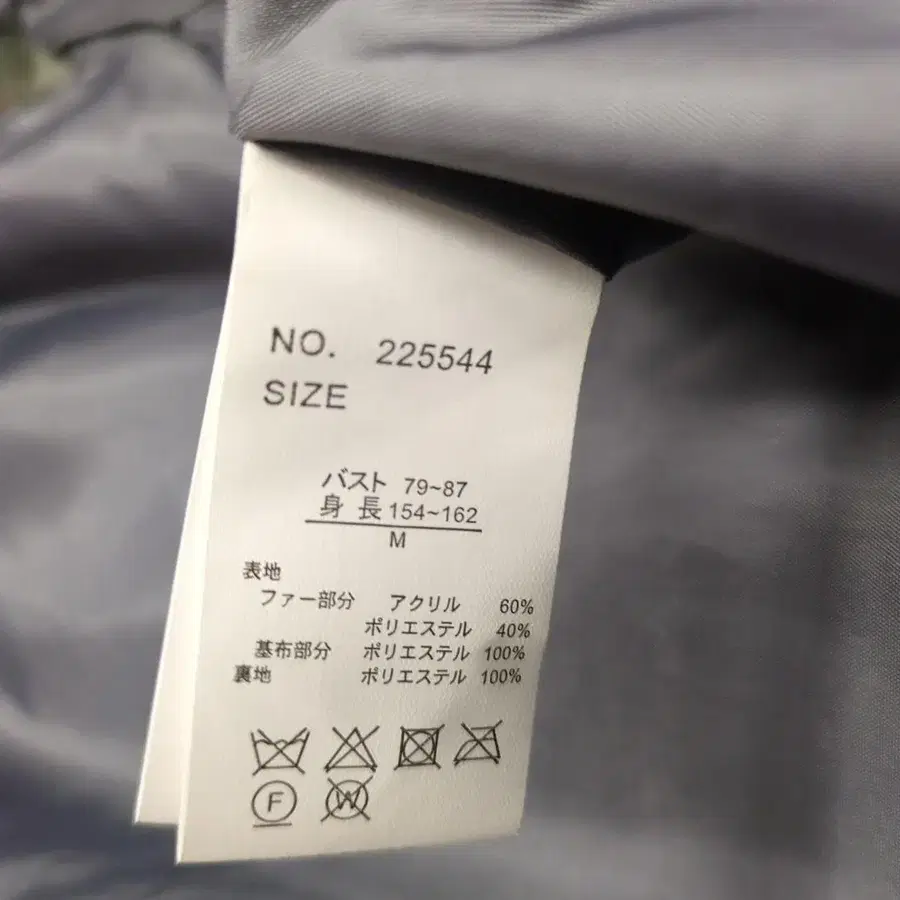 NO. 225544
SIZE
バスト 79~87
身 長 154~162
M
表地
ファー部分 アクリル 60%
ポリエステル 40%
基布部分 ポリエステル 100%
裏地 ポリエステル 100%
F W